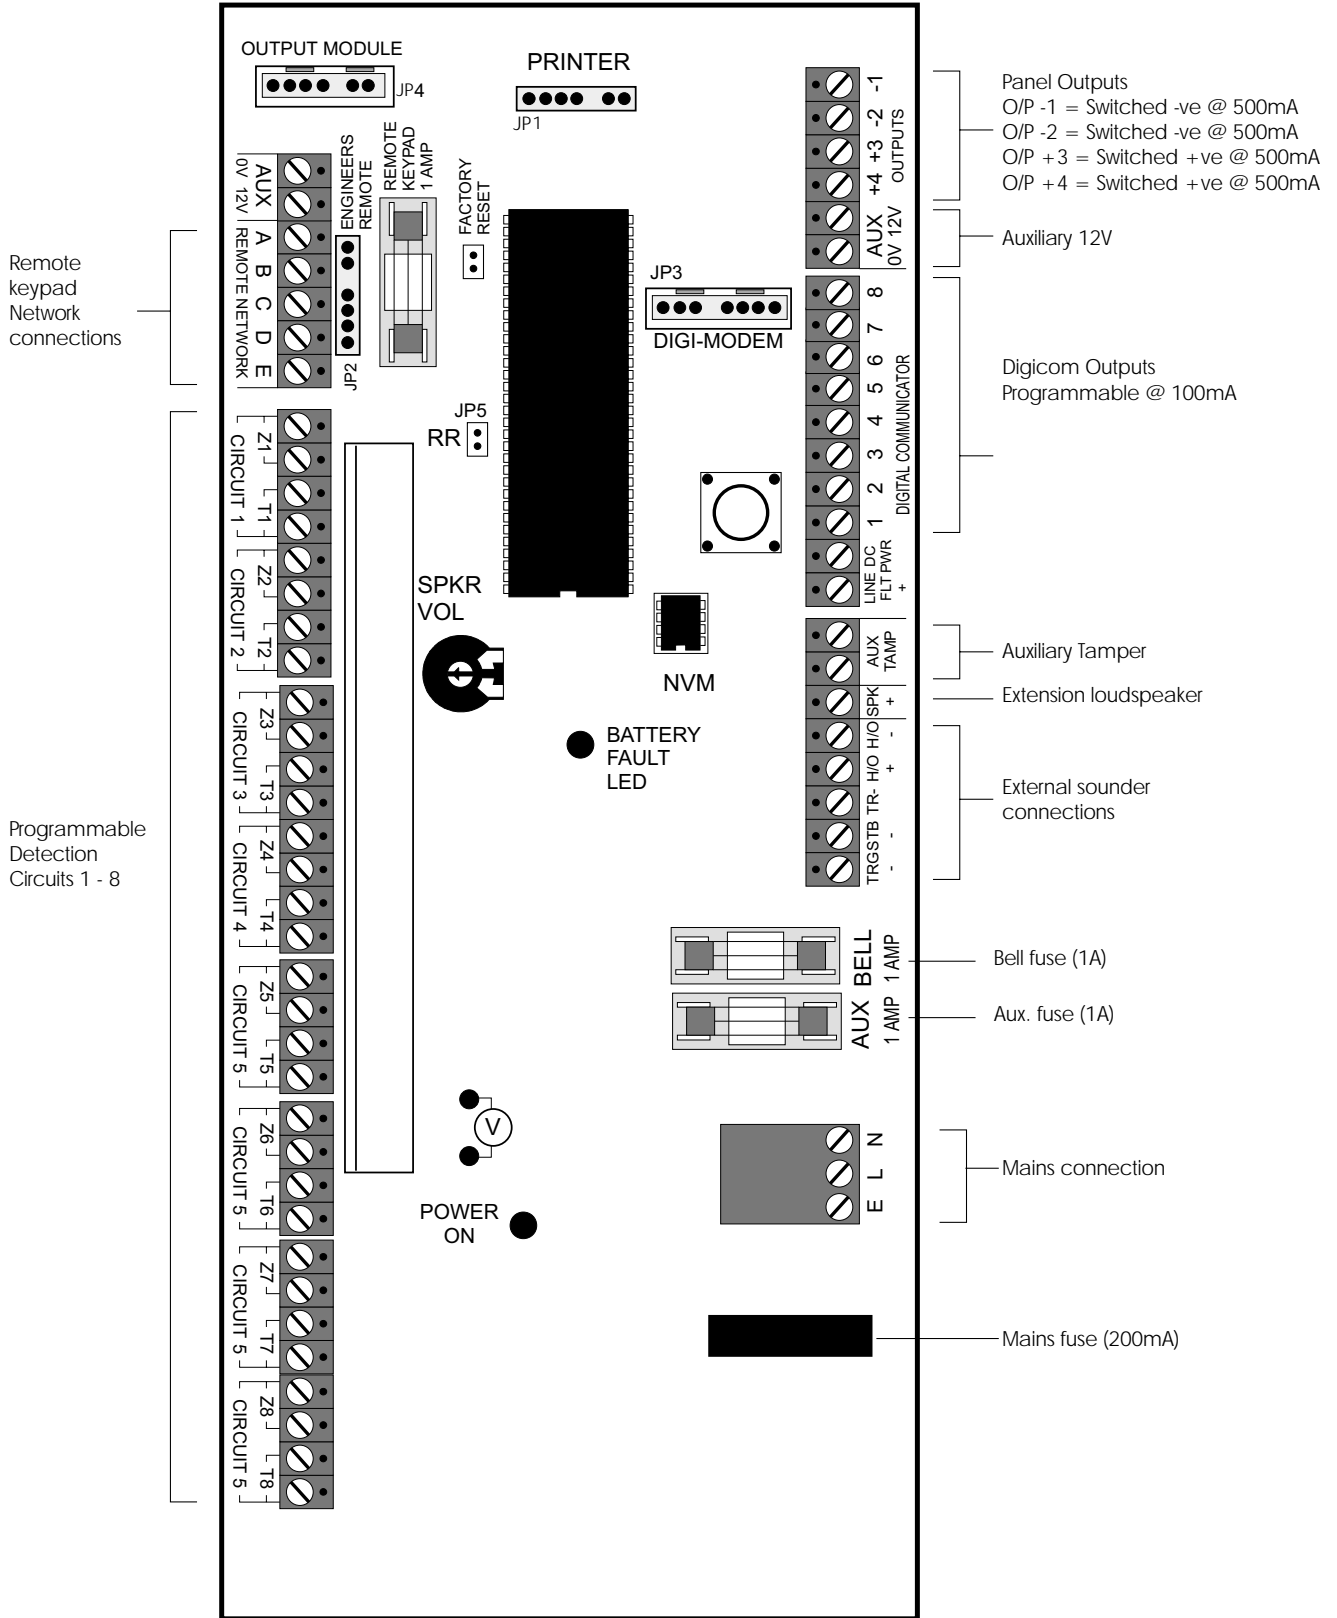 OUTPUT MODULE
JP4
PRINTER
JP1
REMOTE
KEYPAD
1 AMP
ENGINEERS
REMOTE
JP2
FACTORY
RESET
AUX
0V 12V
A
B
C
D
E
REMOTE NETWORK
Remote
keypad
Network
connections
JP3
DIGI-MODEM
JP5
RR
-1
-2
+3
+4
OUTPUTS
AUX
0V 12V
Panel Outputs
O/P -1 = Switched -ve @ 500mA
O/P -2 = Switched -ve @ 500mA
O/P +3 = Switched +ve @ 500mA
O/P +4 = Switched +ve @ 500mA
Auxiliary 12V
8
7
6
5
4
3
2
1
DIGITAL COMMUNICATOR
LINE DC
FLT PWR
+
Digicom Outputs
Programmable @ 100mA
Z1
T1
CIRCUIT 1
Z2
T2
CIRCUIT 2
Z3
T3
CIRCUIT 3
Z4
T4
CIRCUIT 4
Z5
T5
CIRCUIT 5
Z6
T6
CIRCUIT 5
Z7
T7
CIRCUIT 5
Z8
T8
CIRCUIT 5
Programmable
Detection
Circuits 1 - 8
SPKR
VOL
NVM
BATTERY
FAULT
LED
AUX
TAMP
SPK
+
H/O
-
H/O
+
TR-
STB
-
TRG
-
Auxiliary Tamper
Extension loudspeaker
External sounder
connections
BELL
1 AMP
Bell fuse (1A)
AUX
1 AMP
Aux. fuse (1A)
V
POWER
ON
N
L
E
Mains connection
Mains fuse (200mA)